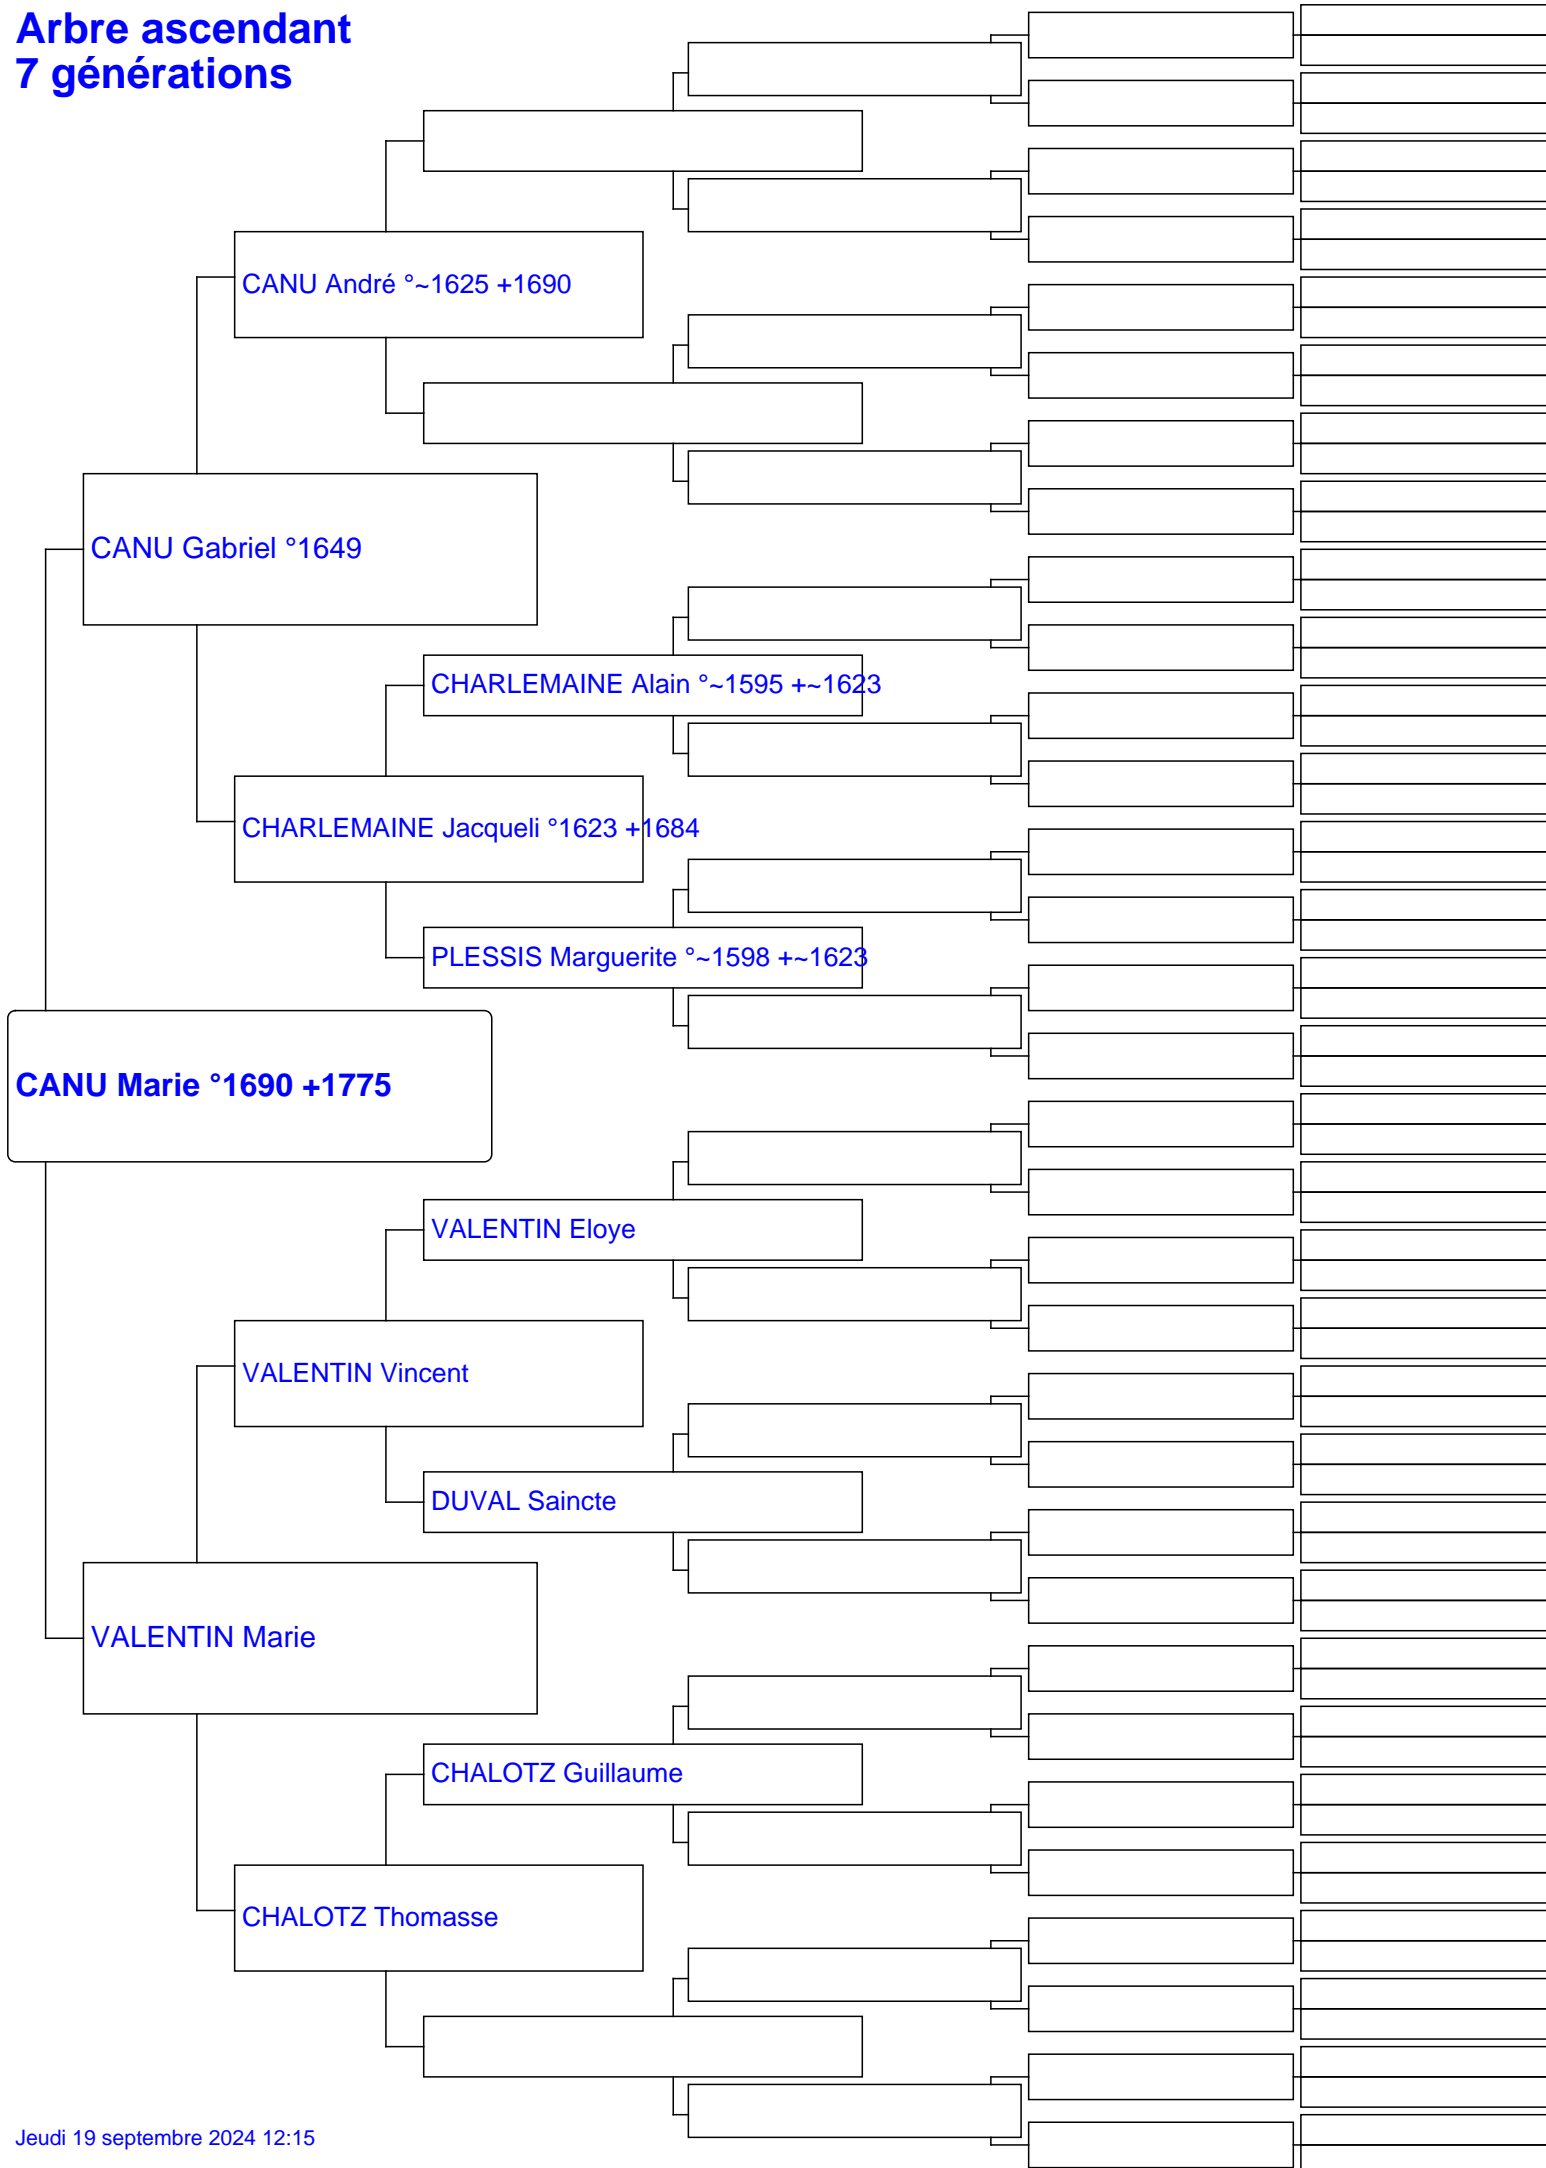 Arbre ascendant
7 générations
CANU André °~1625 +1690
CANU Gabriel °1649
CHARLEMAINE Alain °~1595 +~1623
CHARLEMAINE Jacqueli °1623 +1684
PLESSIS Marguerite °~1598 +~1623
CANU Marie °1690 +1775
VALENTIN Eloye
VALENTIN Vincent
DUVAL Saincte
VALENTIN Marie
CHALOTZ Guillaume
CHALOTZ Thomasse
Jeudi 19 septembre 2024 12:15